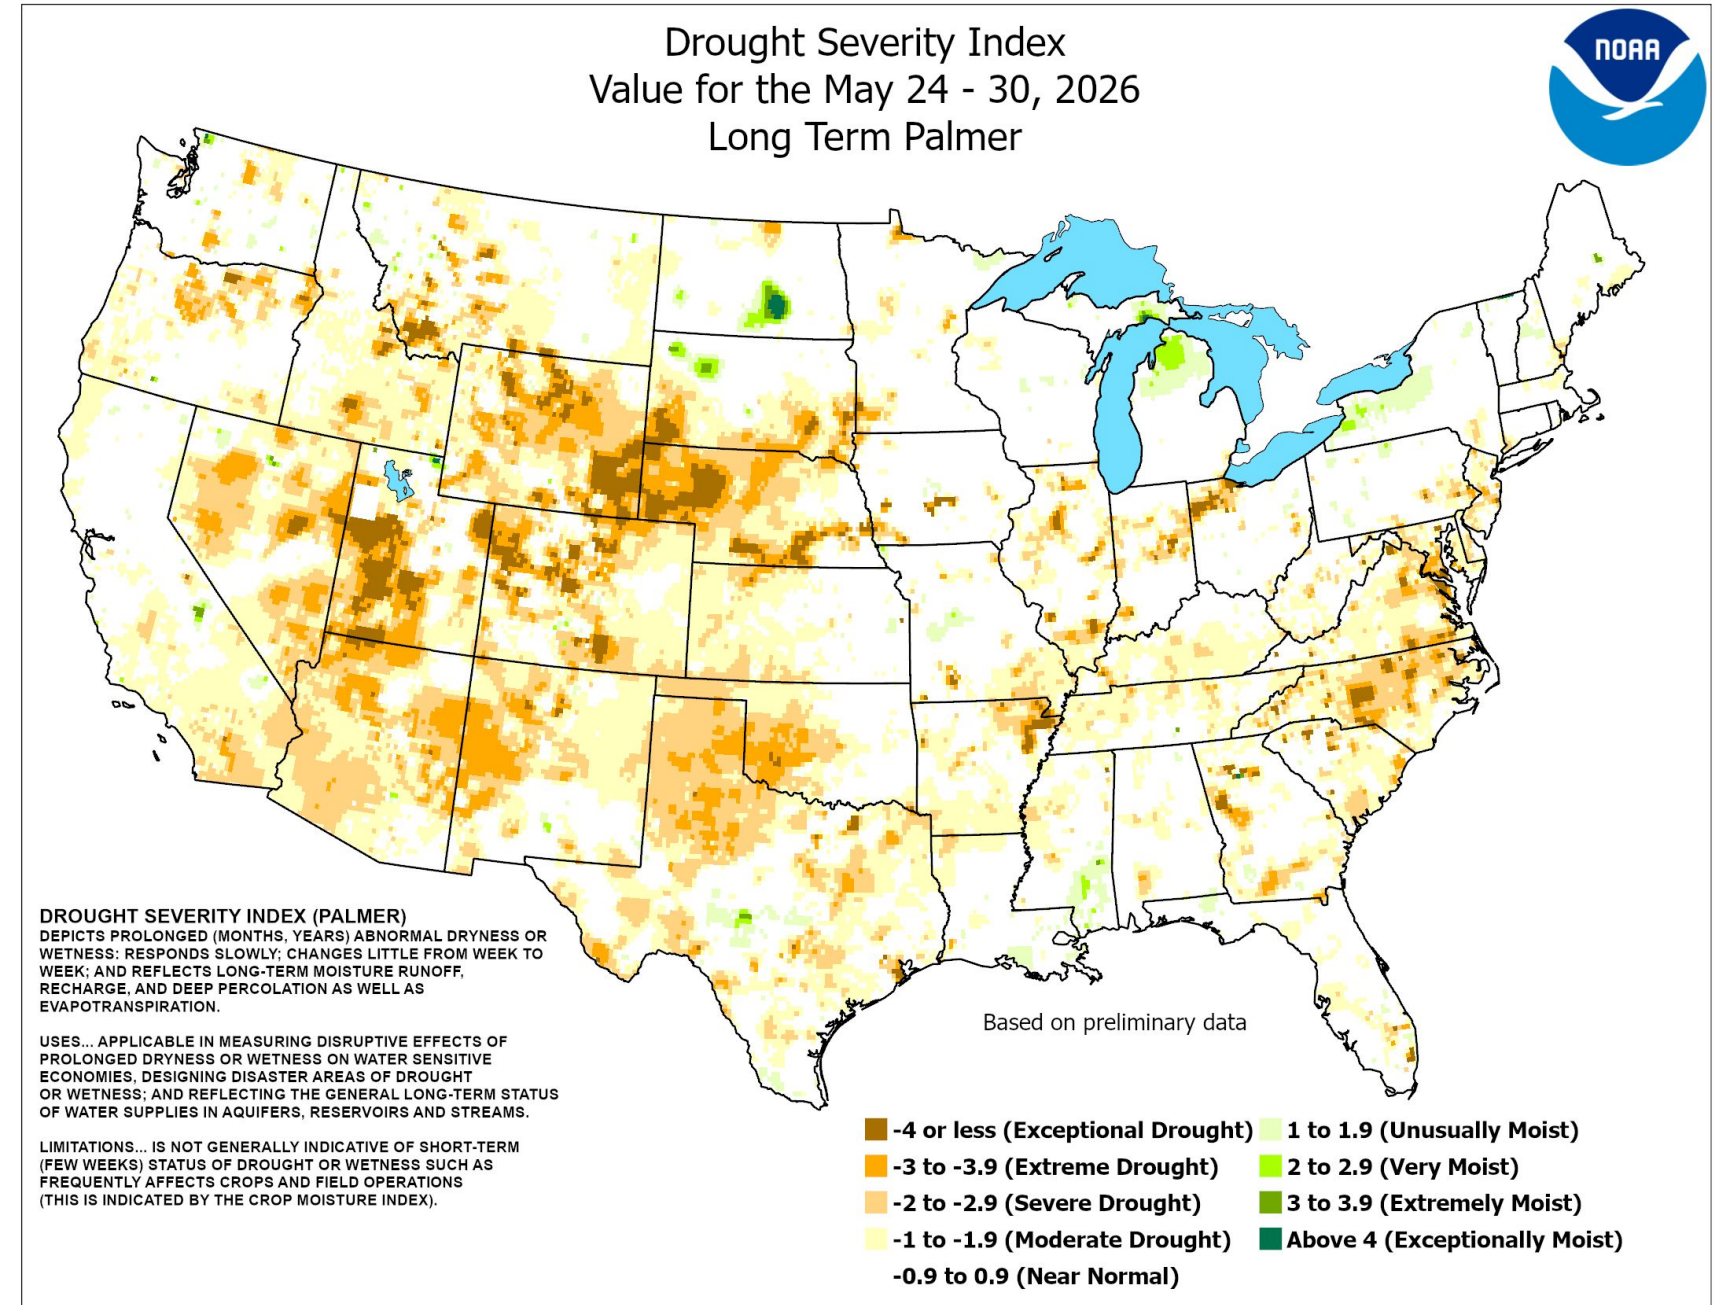 Drought Severity Index
Value for the May 24 - 30, 2026
Long Term Palmer
NOAA
DROUGHT SEVERITY INDEX (PALMER)
DEPICTS PROLONGED (MONTHS, YEARS) ABNORMAL DRYNESS OR
WETNESS: RESPONDS SLOWLY; CHANGES LITTLE FROM WEEK TO
WEEK; AND REFLECTS LONG-TERM MOISTURE RUNOFF,
RECHARGE, AND DEEP PERCOLATION AS WELL AS
EVAPOTRANSPIRATION.
USES... APPLICABLE IN MEASURING DISRUPTIVE EFFECTS OF
PROLONGED DRYNESS OR WETNESS ON WATER SENSITIVE
ECONOMIES, DESIGNING DISASTER AREAS OF DROUGHT
OR WETNESS; AND REFLECTING THE GENERAL LONG-TERM STATUS
OF WATER SUPPLIES IN AQUIFERS, RESERVOIRS AND STREAMS.
LIMITATIONS... IS NOT GENERALLY INDICATIVE OF SHORT-TERM
(FEW WEEKS) STATUS OF DROUGHT OR WETNESS SUCH AS
FREQUENTLY AFFECTS CROPS AND FIELD OPERATIONS
(THIS IS INDICATED BY THE CROP MOISTURE INDEX).
Based on preliminary data
-4 or less (Exceptional Drought)
-3 to -3.9 (Extreme Drought)
-2 to -2.9 (Severe Drought)
-1 to -1.9 (Moderate Drought)
-0.9 to 0.9 (Near Normal)
1 to 1.9 (Unusually Moist)
2 to 2.9 (Very Moist)
3 to 3.9 (Extremely Moist)
Above 4 (Exceptionally Moist)